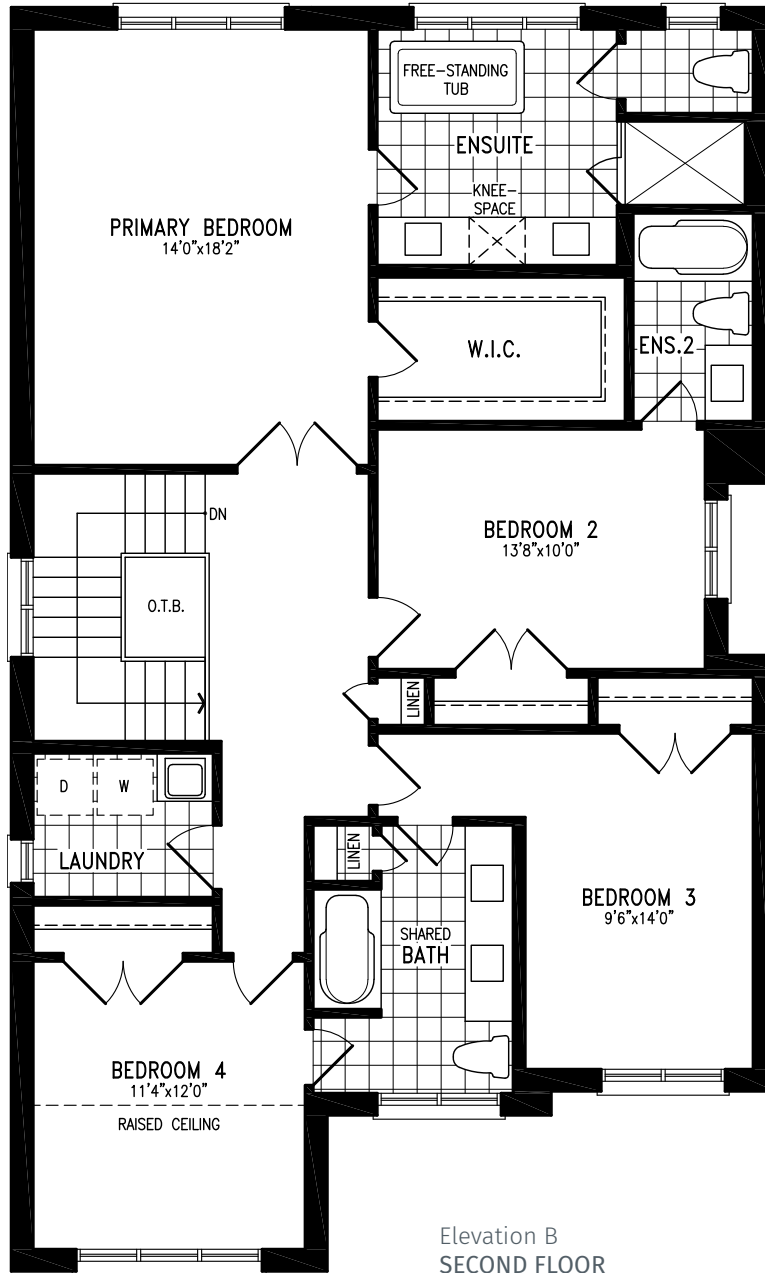 FREE-STANDING
TUB
ENSUITE
KNEE-
SPACE
PRIMARY BEDROOM
14'0"x18'2"
W.I.C.
ENS.2
DN
BEDROOM 2
13'8"x10'0"
O.T.B.
LINEN
D
W
LAUNDRY
LINEN
BEDROOM 3
9'6"x14'0"
SHARED
BATH
BEDROOM 4
11'4"x12'0"
RAISED CEILING
Elevation B
SECOND FLOOR